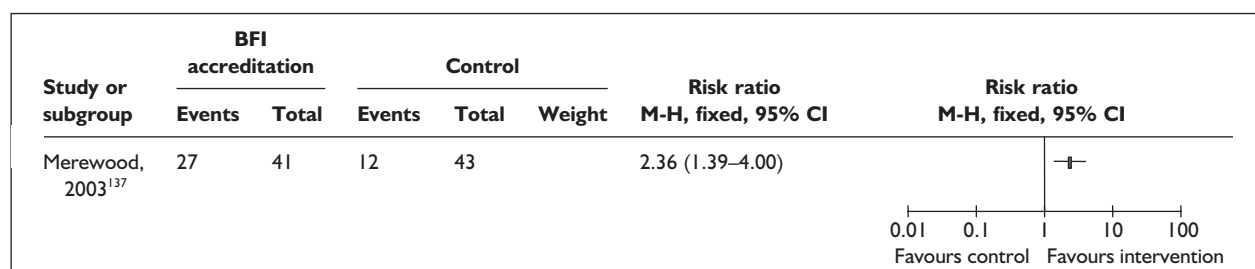 BFI
accreditation Control
Study or Risk ratio Risk ratio
subgroup Events Total Events Total Weight M-H, fixed, 95% CI M-H, fixed, 95% CI
Merewood, 27 41 12 43 2.36 (1.39–4.00)
2003137
0.01 0.1 1 10 100
Favours control Favours intervention